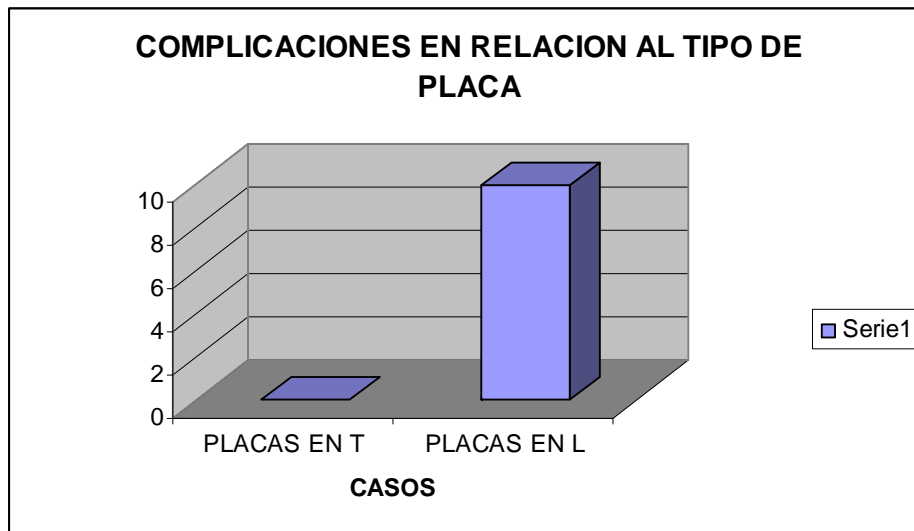 COMPLICACIONES EN RELACION AL TIPO DE
PLACA
10
8
6
4
2
0
PLACAS EN T
PLACAS EN L
CASOS
Serie1